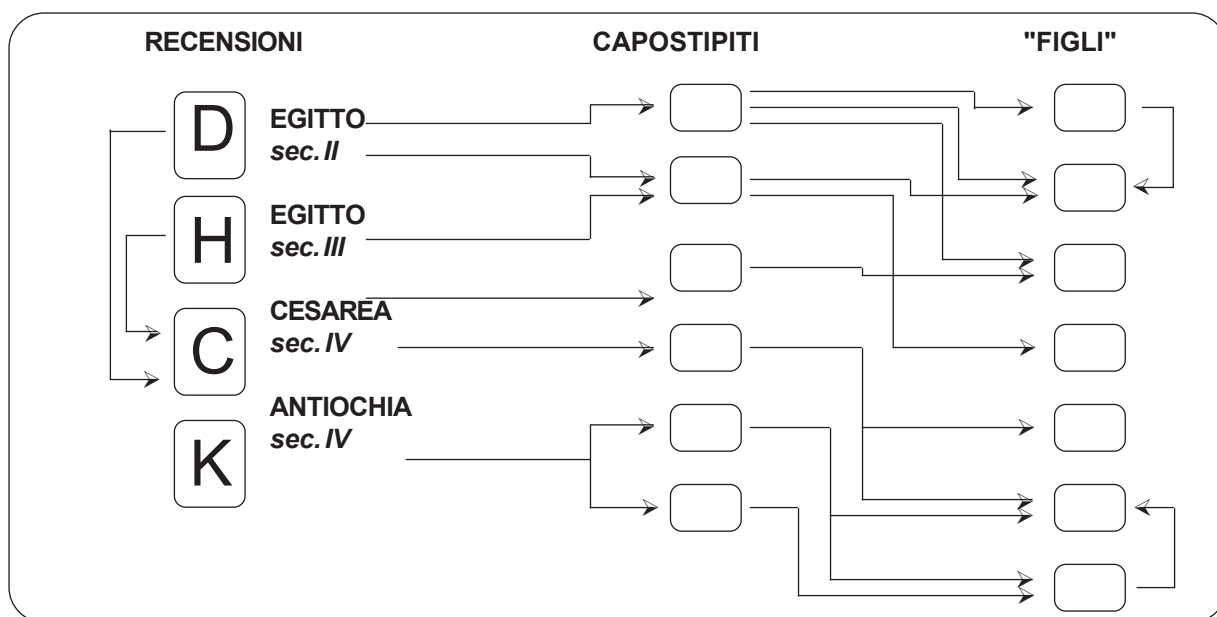 RECENSIONI CAPOSTIPITI "FIGLI"
D EGITTO
sec. II
H EGITTO
sec. III
C CESAREA
sec. IV
K ANTIOCHIA
sec. IV